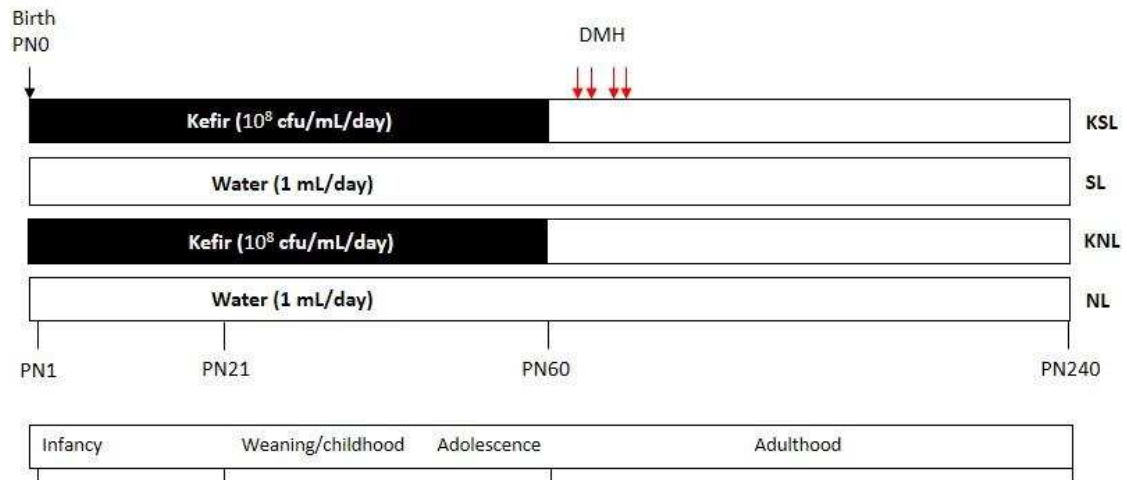 Birth
PN0
DMH
Kefir (10⁸ cfu/mL/day) KSL
Water (1 mL/day) SL
Kefir (10⁸ cfu/mL/day) KNL
Water (1 mL/day) NL
PN1 PN21 PN60 PN240
Infancy Weaning/childhood Adolescence Adulthood